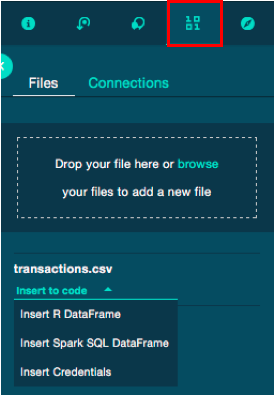 Files Connections
Drop your file here or browse
your files to add a new file
transactions.csv
Insert to code
Insert R DataFrame
Insert Spark SQL DataFrame
Insert Credentials